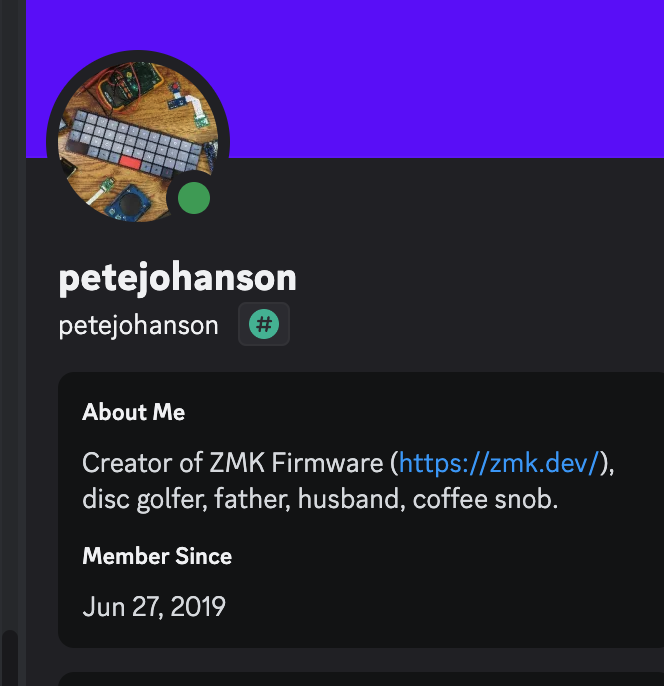 petejohanson
petejohanson #
About Me
Creator of ZMK Firmware (https://zmk.dev/),
disc golfer, father, husband, coffee snob.
Member Since
Jun 27, 2019